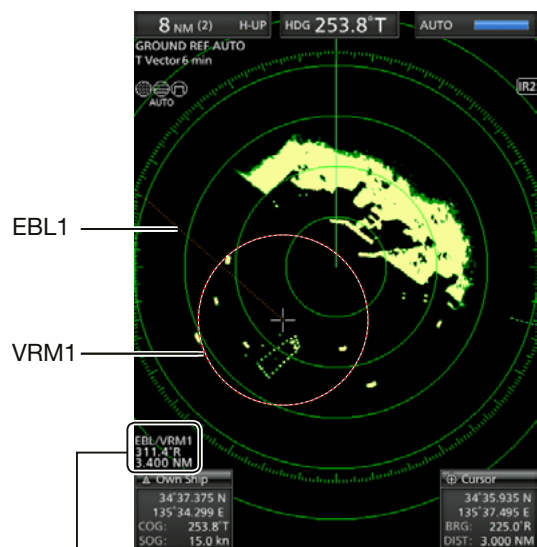 8 NM (2) H-UP HDG 253.8°T AUTO
GROUND REF AUTO
T Vector 6 min
AUTO
IR2
EBL1
VRM1
EBL/VRM1
311.4°R
3.400 NM
Own Ship
34°37.375 N
135°34.299 E
COG: 253.8°T
SOG: 15.0 kn
Cursor
34°35.935 N
135°37.495 E
BRG: 225.0°R
DIST: 3.000 NM